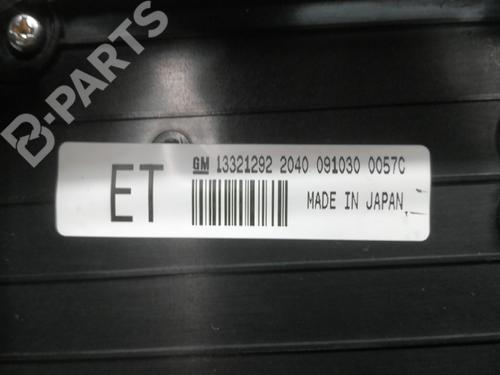 B-PARTS
ET
GM 13321292 2040 091030 0057C
MADE IN JAPAN